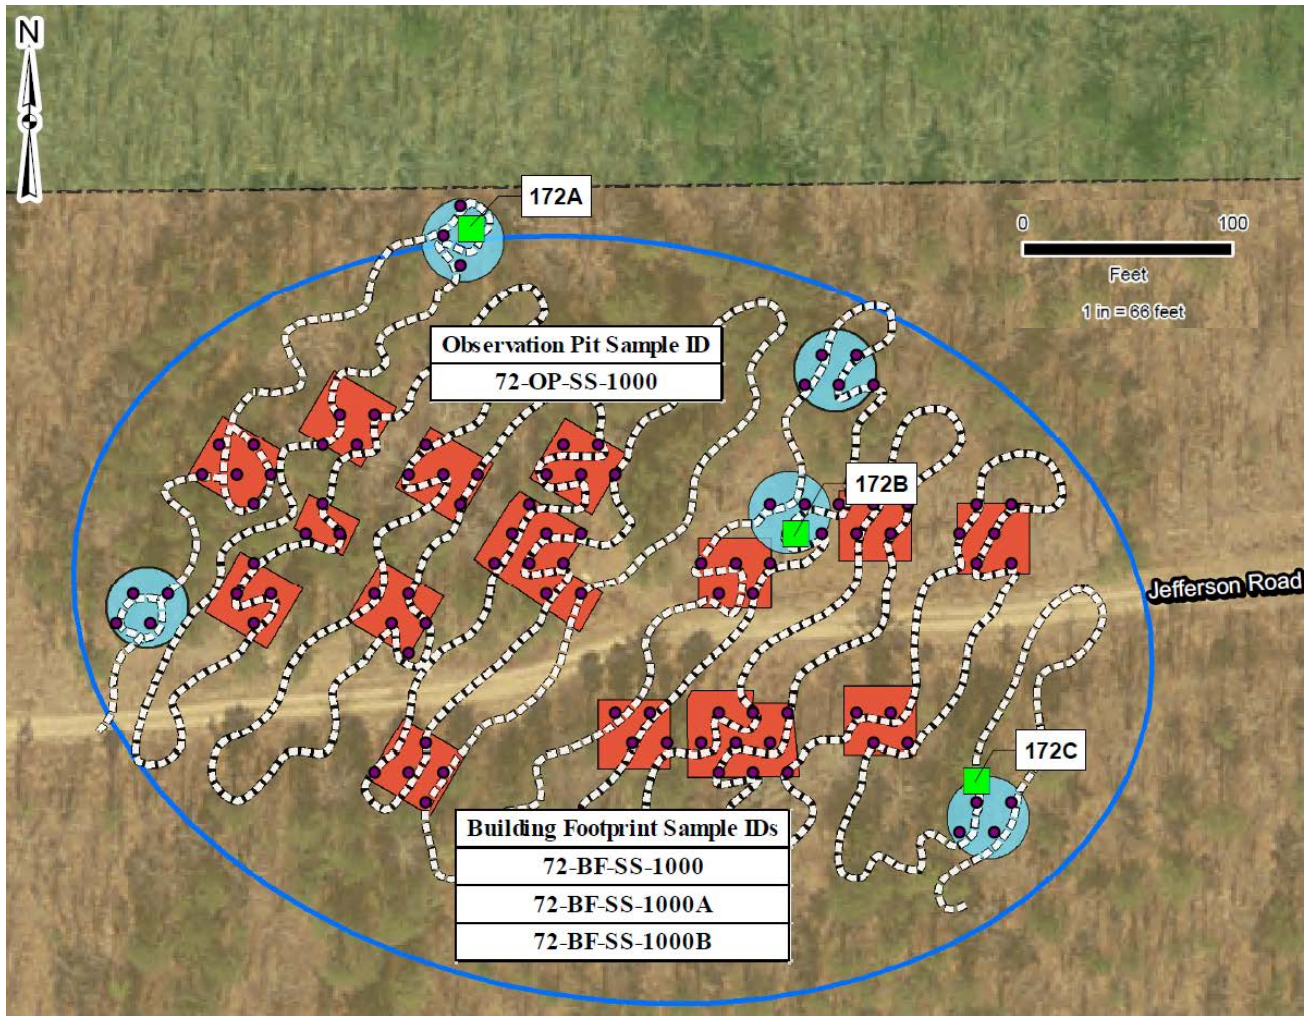 N
172A
0 100
Feet
1 in = 66 feet
Observation Pit Sample ID
72-OP-SS-1000
172B
Jefferson Road
172C
Building Footprint Sample IDs
72-BF-SS-1000
72-BF-SS-1000A
72-BF-SS-1000B